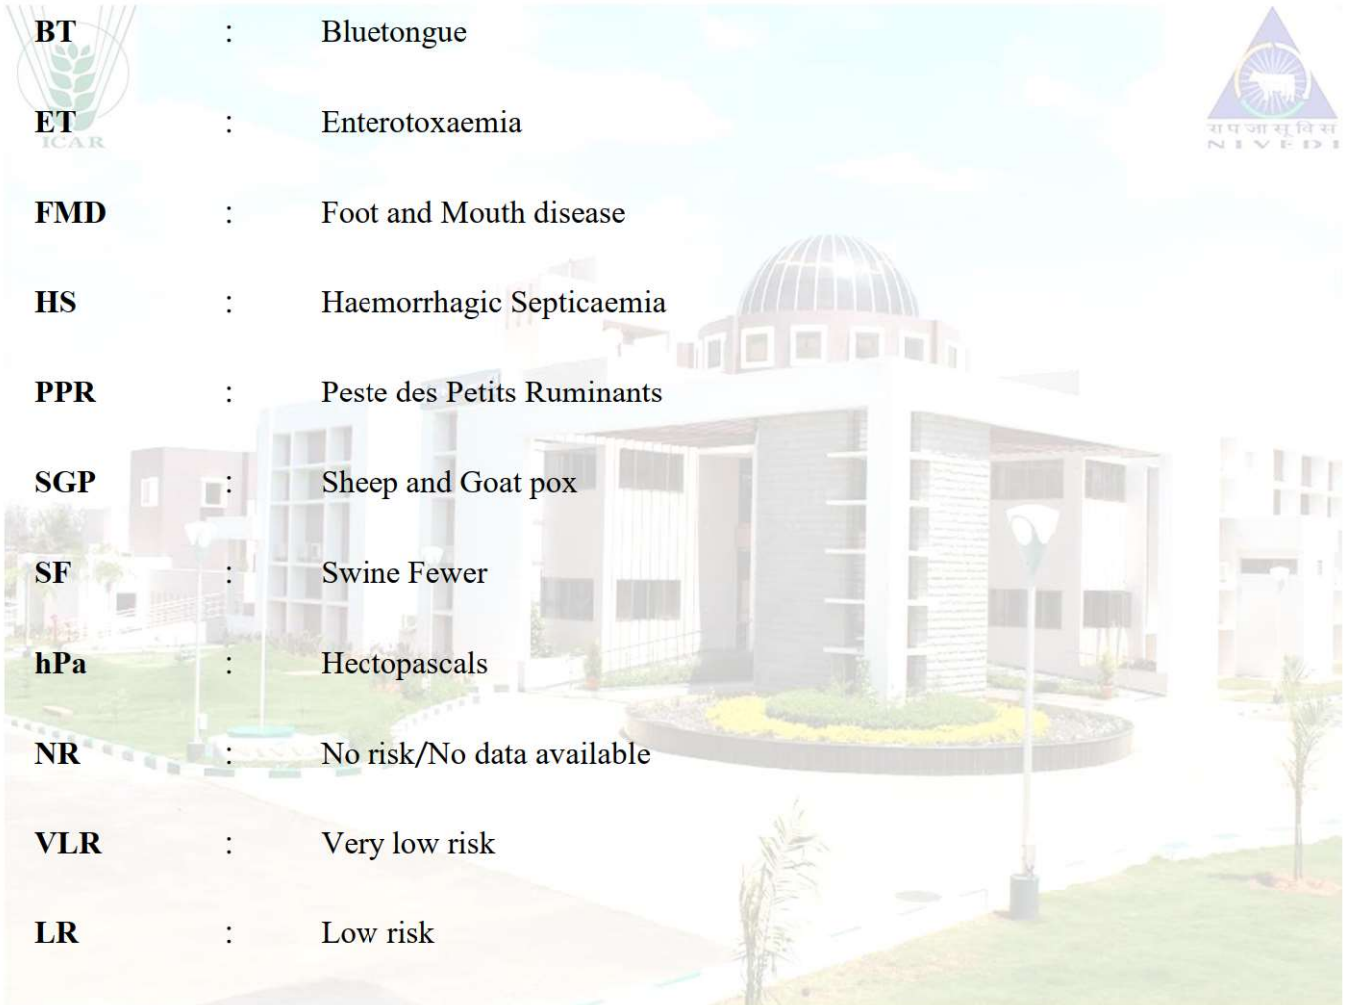 BT : Bluetongue
ET : Enterotoxaemia
ICAR
रा प जा सू वि स
NIVEDI
FMD : Foot and Mouth disease
HS : Haemorrhagic Septicaemia
PPR : Peste des Petits Ruminants
SGP : Sheep and Goat pox
SF : Swine Fewer
hPa : Hectopascals
NR : No risk/No data available
VLR : Very low risk
LR : Low risk